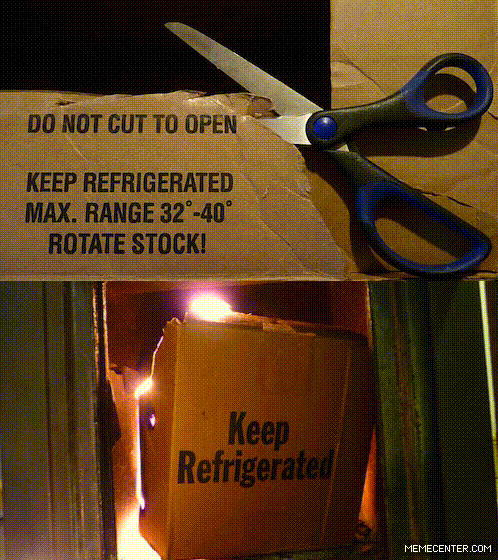 DO NOT CUT TO OPEN
KEEP REFRIGERATED
MAX. RANGE 32°-40°
ROTATE STOCK!
Keep
Refrigerated
MEMECENTER.COM